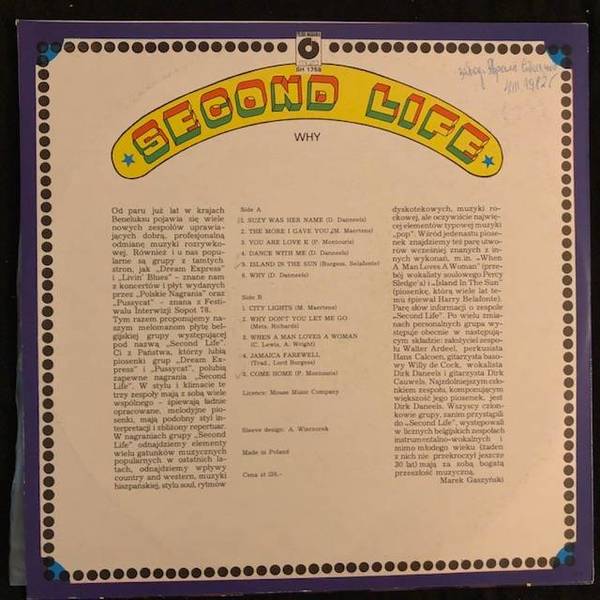 SH 1758
SECOND LIFE
WHY
Od paru już lat w krajach
Beneluksu pojawia się wiele
nowych zespołów uprawia-
jących dobrą, profesjonalną
odmianę muzyki rozrywko-
wej. Również i u nas popu-
larne są grupy z tamtych
stron, jak „Dream Express"
i „Livin' Blues" – znane nam
z koncertów i płyt wydanych
przez „Polskie Nagrania" oraz
„Pussycat" – znana z Festi-
walu Interwizji Sopot 78.
Tym razem proponujemy na-
szym melomanom płytę bel-
gijskiej grupy występującej
pod nazwą „Second Life".
Ci z Państwa, którzy lubią
piosenki grup „Dream Ex-
press" i „Pussycat", polubią
zapewne nagrania „Second
Life". W stylu i klimacie te
trzy zespoły mają z sobą wiele
wspólnego – śpiewają ładnie
opracowane, melodyjne pio-
senki, mają podobny styl in-
terpretacji i zbliżony repertuar.
W nagraniach grupy „Second
Life" odnajdziemy elementy
wielu gatunków muzycznych
popularnych w ostatnich la-
tach, odnajdziemy wpływy
country and western, muzyki
hiszpańskiej, stylu soul, rytmów
Side A
1. SUZY WAS HER NAME (D. Danneels)
2. THE MORE I GAVE YOU (M. Maertens)
3. YOU ARE LOVE K (P. Montouris)
4. DANCE WITH ME (D. Danneels)
5. ISLAND IN THE SUN (Burgess, Belafonte)
6. WHY (D. Danneels)
Side B
1. CITY LIGHTS (M. Maertens)
2. WHY DON'T YOU LET ME GO
(Mets, Richards)
3. WHEN A MAN LOVES A WOMAN
(C. Lewis, A. Wright)
4. JAMAICA FAREWELL
(Trad., Lord Burgess)
5. COME HOME (P. Montouris)
Licence: Mouse Music Company
Sleeve design: A. Wieczorek
Made in Poland
Cena zł
dyskotekowych, muzyki ro-
ckowej, ale oczywiście najwię-
cej elementów typowej muzyki
„pop". Wśród jedenastu piose-
nek znajdziemy też parę utwo-
rów wcześniej znanych z in-
nych wykonań, m.in. „When
A Man Loves A Woman" (prze-
bój wokalisty soulowego Percy
Sledge'a) i „Island In The Sun"
(piosenkę, którą wiele lat te-
mu śpiewał Harry Belafonte).
Parę słów informacji o zespole
„Second Life". Po wielu zmia-
nach personalnych grupa wy-
stępuje obecnie w następują-
cym składzie: założyciel zespo-
łu Walter Ardeel, perkusista
Hans Calcoen, gitarzysta baso-
wy Willy de Cock, wokalista
Dirk Daneels i gitarzysta Dirk
Cauwels. Najzdolniejszym czło-
nkiem zespołu, komponującym
większość jego piosenek, jest
Dirk Daneels. Wszyscy człon-
kowie grupy, zanim przystąpili
do „Second Life", występowali
w licznych belgijskich zespołach
instrumentalno-wokalnych i
mimo młodego wieku (żaden
z nich nie przekroczył jeszcze
30 lat) mają za sobą bogatą
przeszłość muzyczną.
Marek Gaszyński